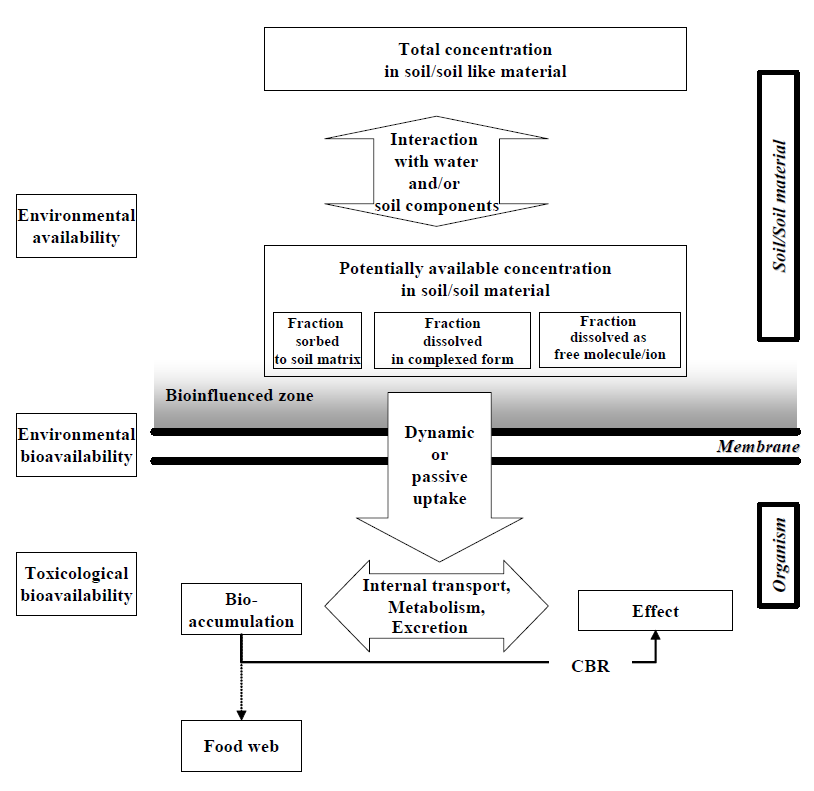 Total concentration
in soil/soil like material
Interaction
with water
and/or
soil components
Soil/Soil material
Environmental
availability
Potentially available concentration
in soil/soil material
Fraction
sorbed
to soil matrix
Fraction
dissolved
in complexed form
Fraction
dissolved as
free molecule/ion
Bioinfluenced zone
Environmental
bioavailability
Dynamic
or
passive
uptake
Membrane
Organism
Toxicological
bioavailability
Bio-
accumulation
Internal transport,
Metabolism,
Excretion
Effect
CBR
Food web